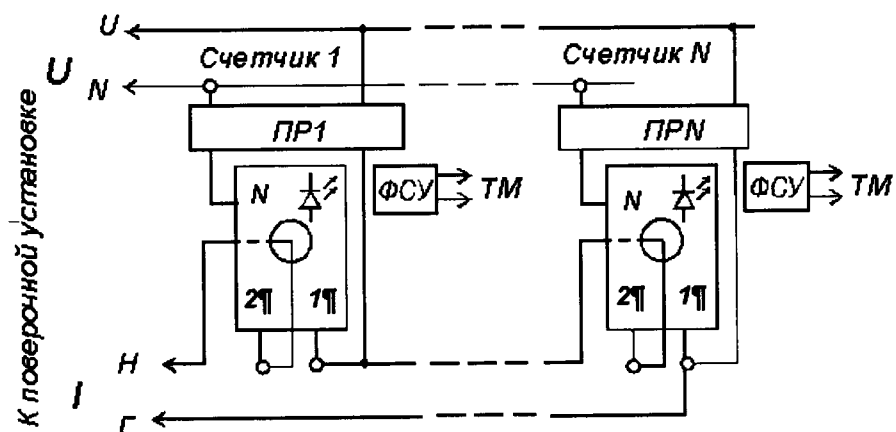 U
Счетчик 1
Счетчик N
U
N
ПР1
ПРN
N
ФСУ
ТМ
N
ФСУ
ТМ
2¶
1¶
2¶
1¶
Н
I
Г
К поверочной установке